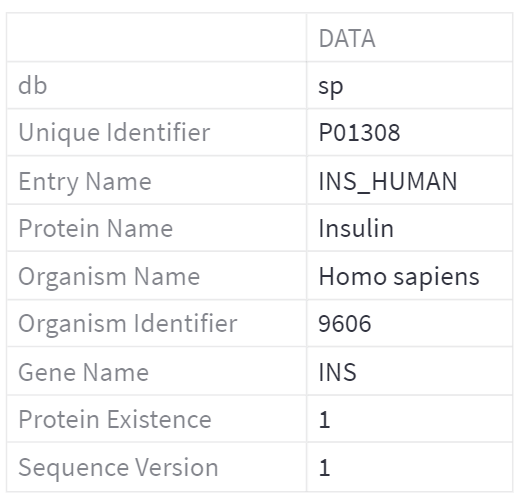 DATA
db sp
Unique Identifier P01308
Entry Name INS_HUMAN
Protein Name Insulin
Organism Name Homo sapiens
Organism Identifier 9606
Gene Name INS
Protein Existence 1
Sequence Version 1